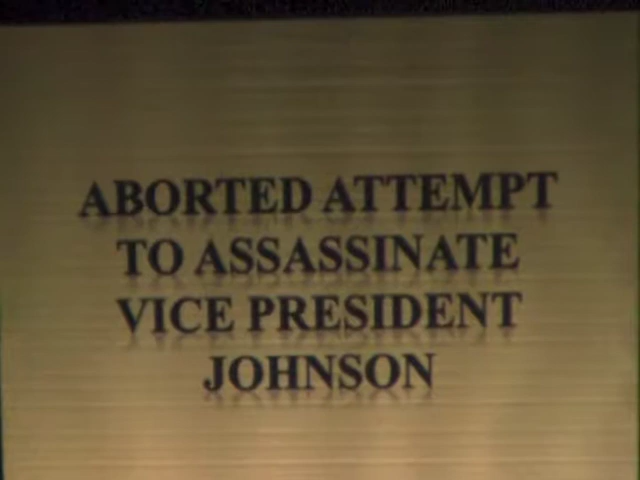 ABORTED ATTEMPT
TO ASSASSINATE
VICE PRESIDENT
JOHNSON